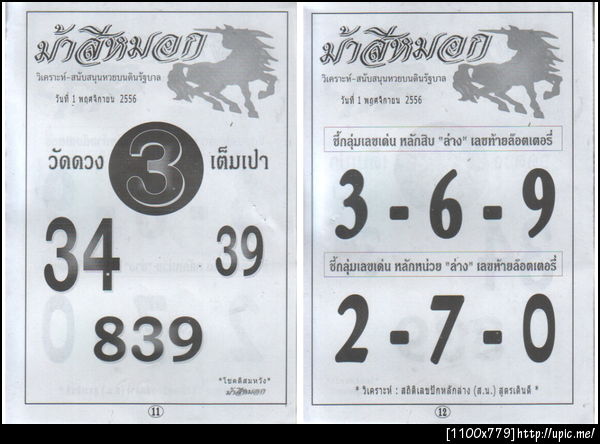 ม้าสีหมอก
วิเคราะห์-สนับสนุนหวยบนดินรัฐบาล
วันที่ 1 พฤศจิกายน 2556
วัดดวง 3 เต็มเปา
34 39
839
*โชคดีสมหวัง*
ม้าสีหมอก
11
ม้าสีหมอก
วิเคราะห์-สนับสนุนหวยบนดินรัฐบาล
วันที่ 1 พฤศจิกายน 2556
ชี้กลุ่มเลขเด่น หลักสิบ "ล่าง" เลขท้ายล๊อตเตอรี่
3 - 6 - 9
ชี้กลุ่มเลขเด่น หลักหน่วย "ล่าง" เลขท้ายล๊อตเตอรี่
2 - 7 - 0
* วิเคราะห์ : สถิติเลขปักหลักล่าง (ส.น.) สูตรเดินดี *
12
[1100x779]http://upic.me/